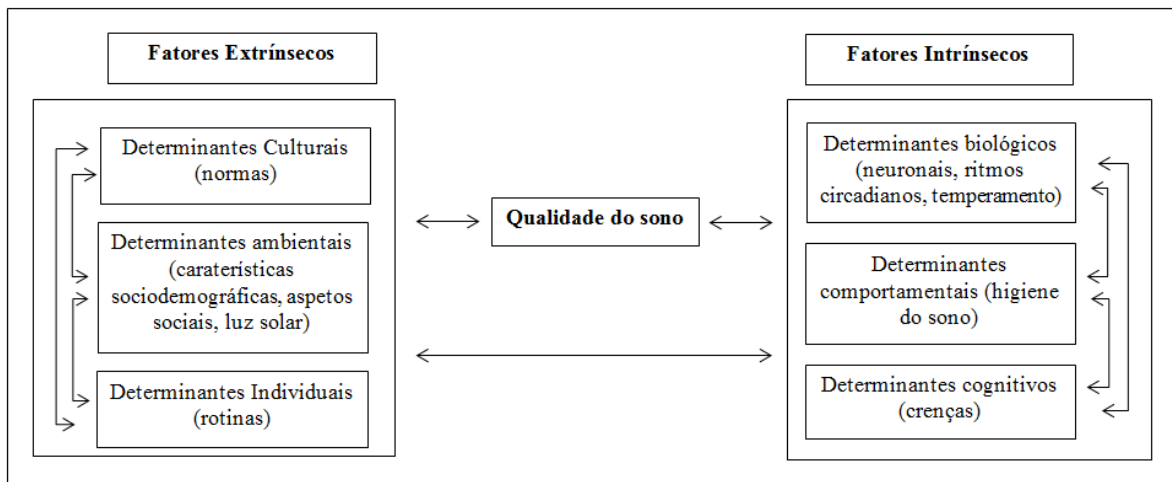 Fatores Extrínsecos
Determinantes Culturais
(normas)
Determinantes ambientais
(caraterísticas
sociodemográficas, aspetos
sociais, luz solar)
Determinantes Individuais
(rotinas)
Qualidade do sono
Fatores Intrínsecos
Determinantes biológicos
(neuronais, ritmos
circadianos, temperamento)
Determinantes
comportamentais (higiene
do sono)
Determinantes cognitivos
(crenças)